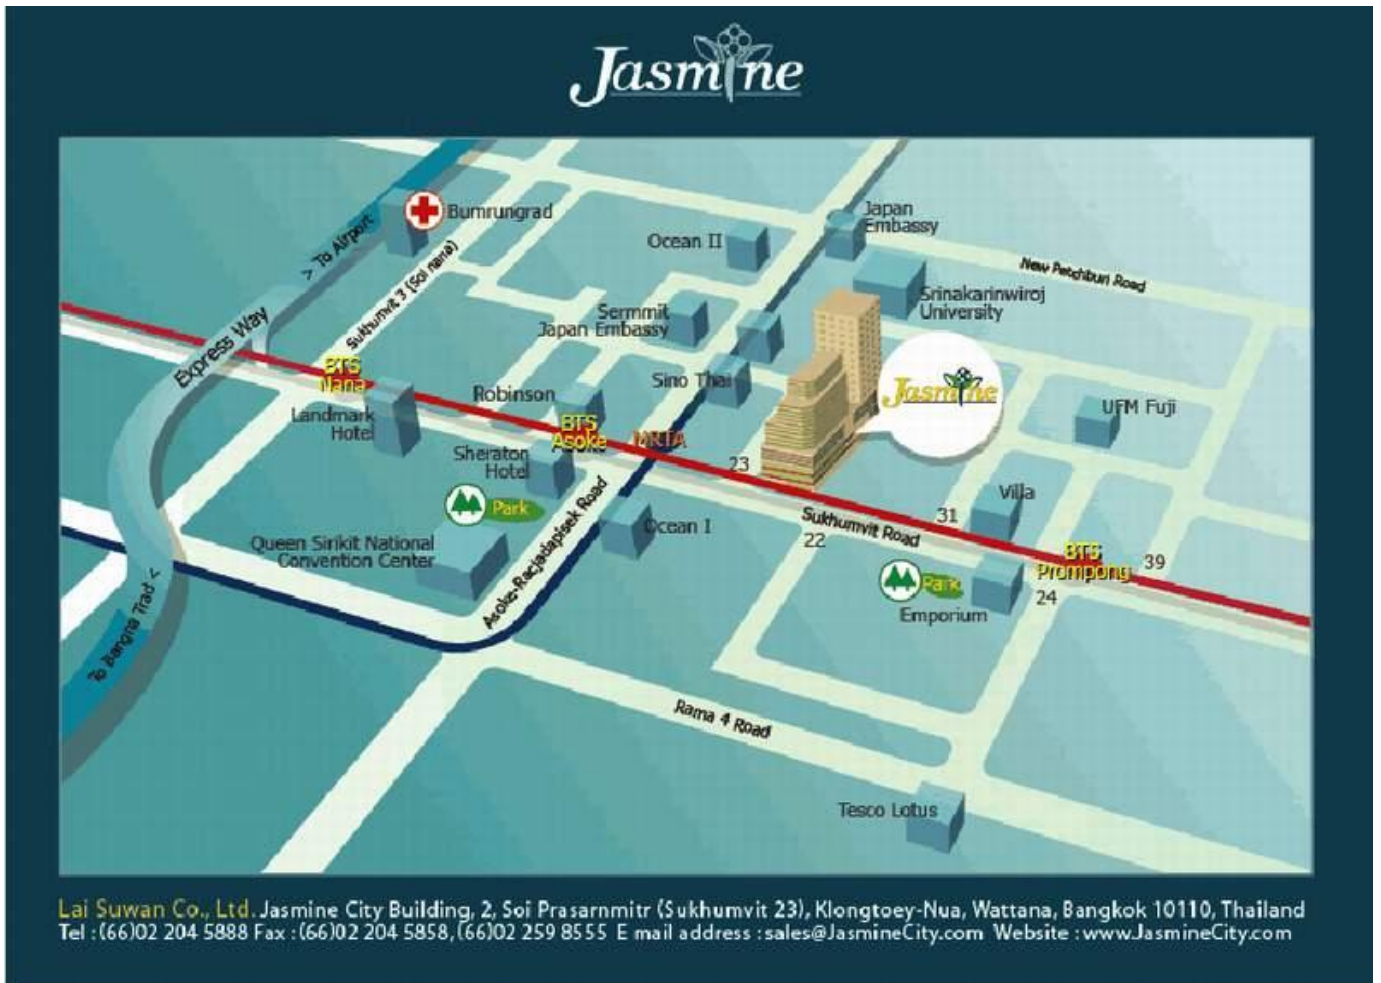 Jasmine
Bumrungrad
> To Airport
Sukhumvit 3 (Soi nana)
Ocean II
Japan
Embassy
New Petchburi Road
Srinakarinwiroj
University
Sermmit
Japan Embassy
Express Way
BTS
Nana
Landmark
Hotel
Robinson
Sino Thai
Jasmine
UFM Fuji
BTS
Asoke
MRTA
Sheraton
Hotel
23
Park
Asoke-Racjadapisek Road
Ocean I
Villa
31
Sukhumvit Road
22
Queen Sirikit National
Convention Center
BTS
Prompong
39
Park
24
Emporium
To Bangna Trad <
Rama 4 Road
Tesco Lotus
Lai Suwan Co., Ltd. Jasmine City Building, 2, Soi Prasarnmitr (Sukhumvit 23), Klongtoey-Nua, Wattana, Bangkok 10110, Thailand
Tel :(66)02 204 5888 Fax :(66)02 204 5858, (66)02 259 8555 E mail address :sales@JasmineCity.com Website :www.JasmineCity.com